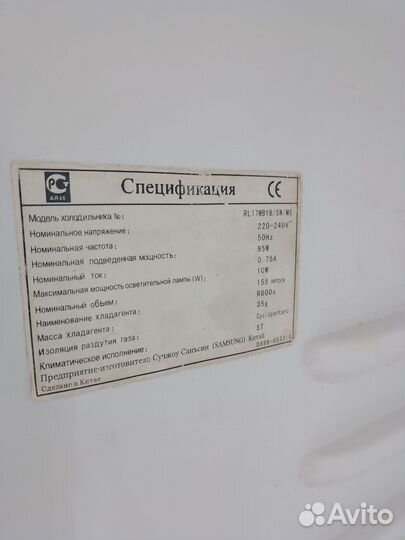 РСТ
АЯ46
Спецификация
CE
Модель холодильника №: RL17MBYB/SW/MS
Номинальное напряжение: 220-240V~
Номинальная частота: 50Hz
Номинальная подведенная мощность: 95W
Номинальный ток: 0.75A
Максимальная мощность осветительной лампы (W): 10W
Номинальный объем: 155 литров
Наименование хладагента: R600a
Масса хладагента: 35g
Изоляция раздутия газа: Cyclopentane
Климатическое исполнение: ST
Предприятие-изготовитель Сучжоу Саньсин (SAMSUNG) Китай
Сделано в Китае
Avito